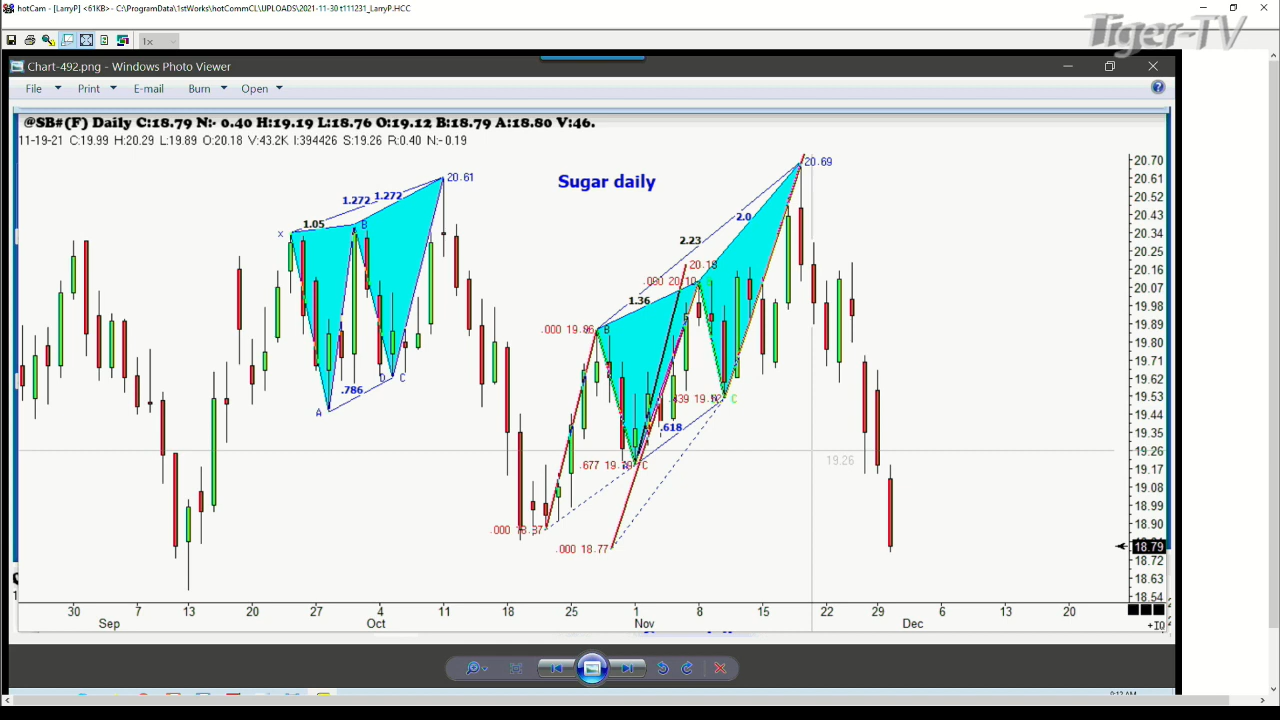 hotCam - [LarryP] <61KB> - C:\ProgramData\1stWorks\hotCommCL\UPLOADS\2021-11-30 t111231_LarryP.HCC
1x
Tiger-TV
Chart-492.png - Windows Photo Viewer
File Print E-mail Burn Open
@SB#(F) Daily C:18.79 N:- 0.40 H:19.19 L:18.76 O:19.12 B:18.79 A:18.80 V:46.
11-19-21 C:19.99 H:20.29 L:19.89 O:20.18 V:43.2K I:394426 S:19.26 R:0.40 N:- 0.19
Sugar daily
20.61
20.69
1.272 1.272
1.05
X
B
2.0
2.23
20.19
.000 20.10
1.36
.000 19.86
B
.786
D C
A
C
.618
.677
C
19.26
.000 18.37
.000 18.77
20.70
20.61
20.52
20.43
20.34
20.25
20.16
20.07
19.98
19.89
19.80
19.71
19.62
19.53
19.44
19.35
19.26
19.17
19.08
18.99
18.90
18.79
18.72
18.63
18.54
30 7 13 20 27 4 11 18 25 1 8 15 22 29 6 13 20
Sep Oct Nov Dec
+IO